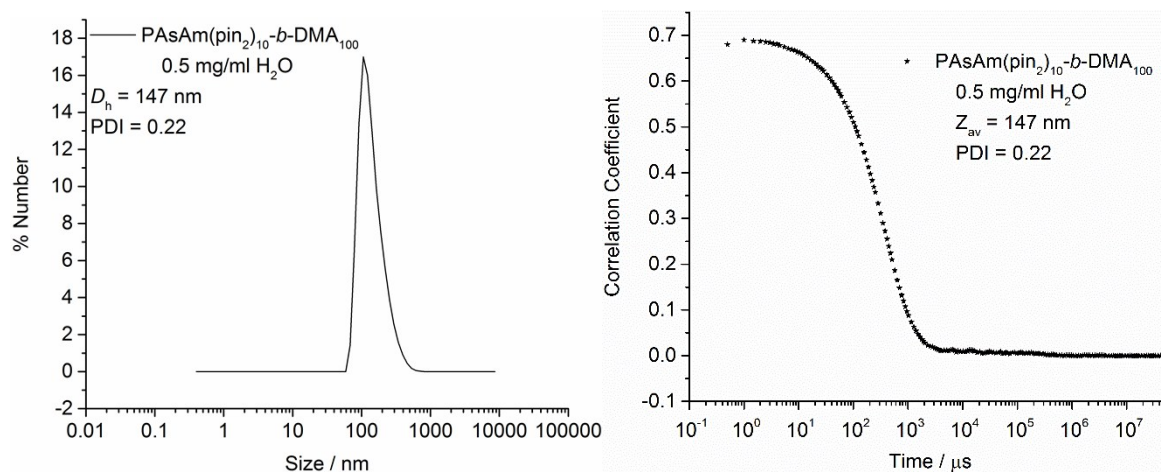 18
16
14
12
10
8
6
4
2
0
-2
% Number
PAsAm(pin₂)₁₀-b-DMA₁₀₀
0.5 mg/ml H₂O
Dₕ = 147 nm
PDI = 0.22
0.01 0.1 1 10 100 1000 10000 100000
Size / nm
0.7
0.6
0.5
0.4
0.3
0.2
0.1
0.0
-0.1
Correlation Coefficient
PAsAm(pin₂)₁₀-b-DMA₁₀₀
0.5 mg/ml H₂O
Zₐᵥ = 147 nm
PDI = 0.22
10⁻¹ 10⁰ 10¹ 10² 10³ 10⁴ 10⁵ 10⁶ 10⁷
Time / μs